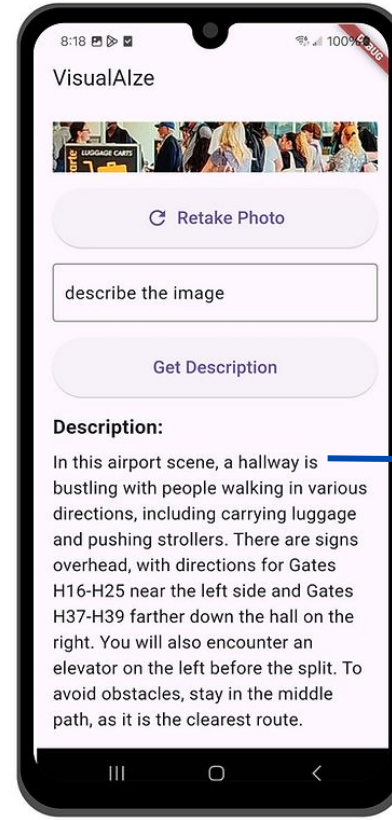 8:18
100%
DEBUG
VisualAIze
arte
LUGGAGE CARTS
Retake Photo
describe the image
Get Description
Description:
In this airport scene, a hallway is
bustling with people walking in various
directions, including carrying luggage
and pushing strollers. There are signs
overhead, with directions for Gates
H16-H25 near the left side and Gates
H37-H39 farther down the hall on the
right. You will also encounter an
elevator on the left before the split. To
avoid obstacles, stay in the middle
path, as it is the clearest route.